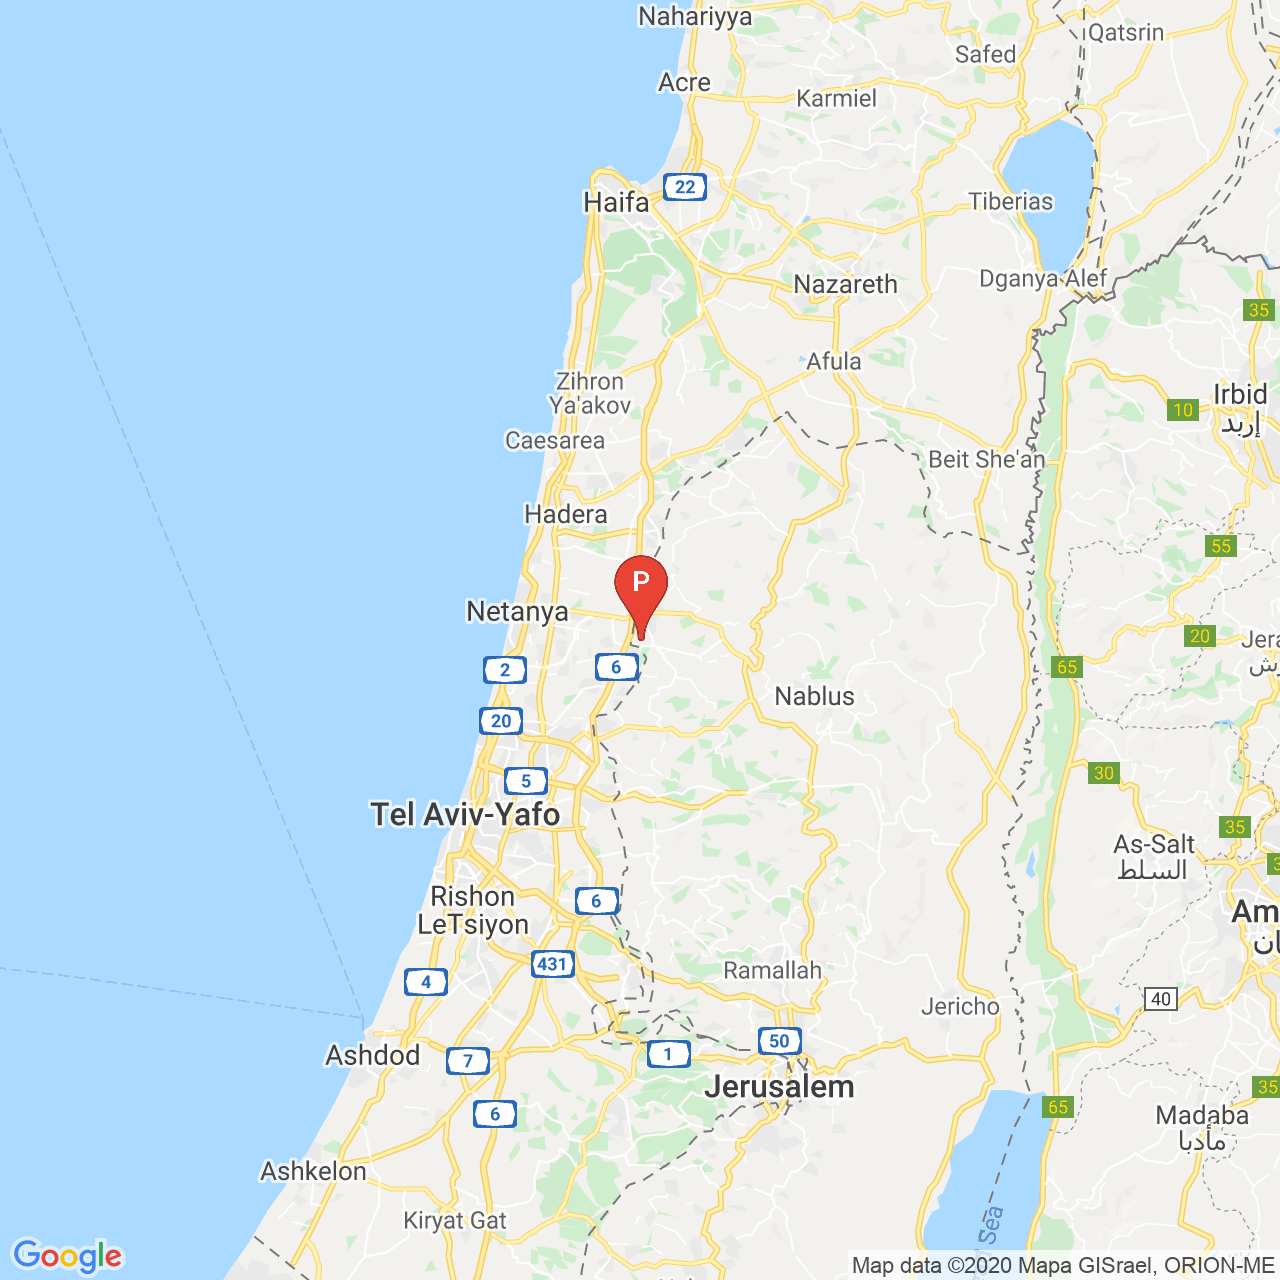 Nahariyya
Qatsrin
Safed
Acre
Karmiel
22
Haifa
Tiberias
Nazareth
Dganya Alef
35
Afula
Zihron
Ya'akov
Irbid
إربد
10
Caesarea
Beit She'an
Hadera
55
P
Netanya
20
Jera
6
2
65
Nablus
20
5
30
Tel Aviv-Yafo
35
As-Salt
السلط
Rishon
LeTsiyon
6
Am
431
4
Ramallah
40
Jericho
50
Ashdod
7
1
Jerusalem
35
65
6
Madaba
مأدبا
Ashkelon
Kiryat Gat
Sea
Google
Map data ©2020 Mapa GISrael, ORION-ME